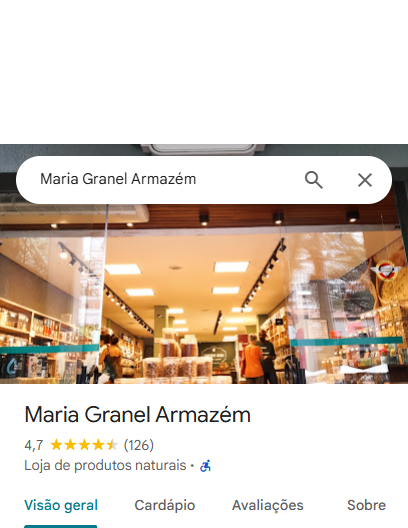 Maria Granel Armazém
Maria Granel Armazém
4,7 (126)
Loja de produtos naturais ·
Visão geral Cardápio Avaliações Sobre